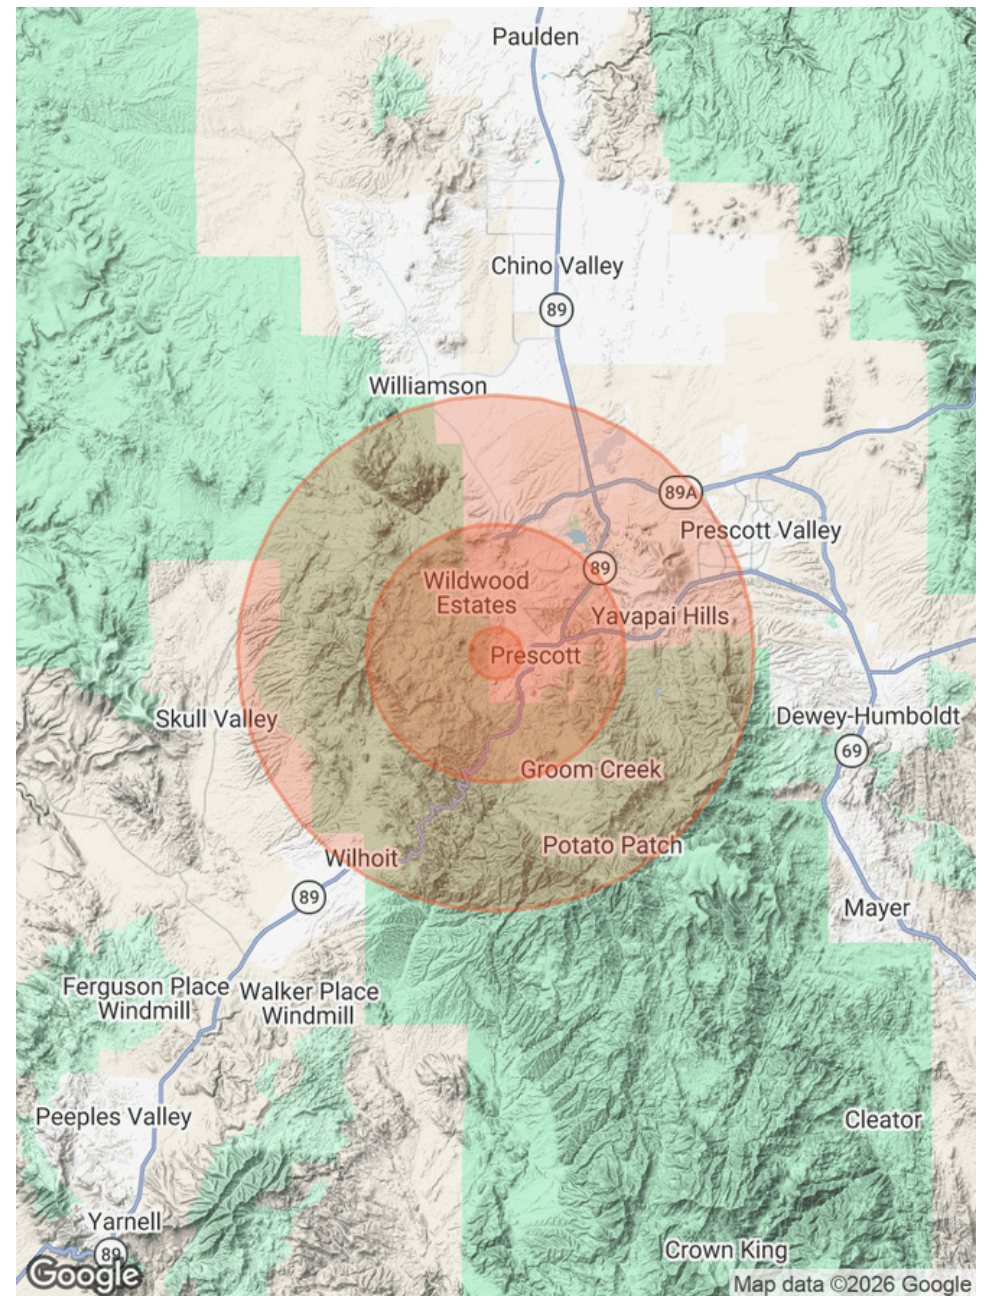 Paulden
Chino Valley
89
Williamson
89A
Prescott Valley
89
Wildwood
Estates
Yavapai Hills
Prescott
Skull Valley
Dewey-Humboldt
69
Groom Creek
Potato Patch
Wilhoit
89
Mayer
Ferguson Place
Windmill
Walker Place
Windmill
Peeples Valley
Cleator
Yarnell
89
Crown King
Google
Map data ©2026 Google